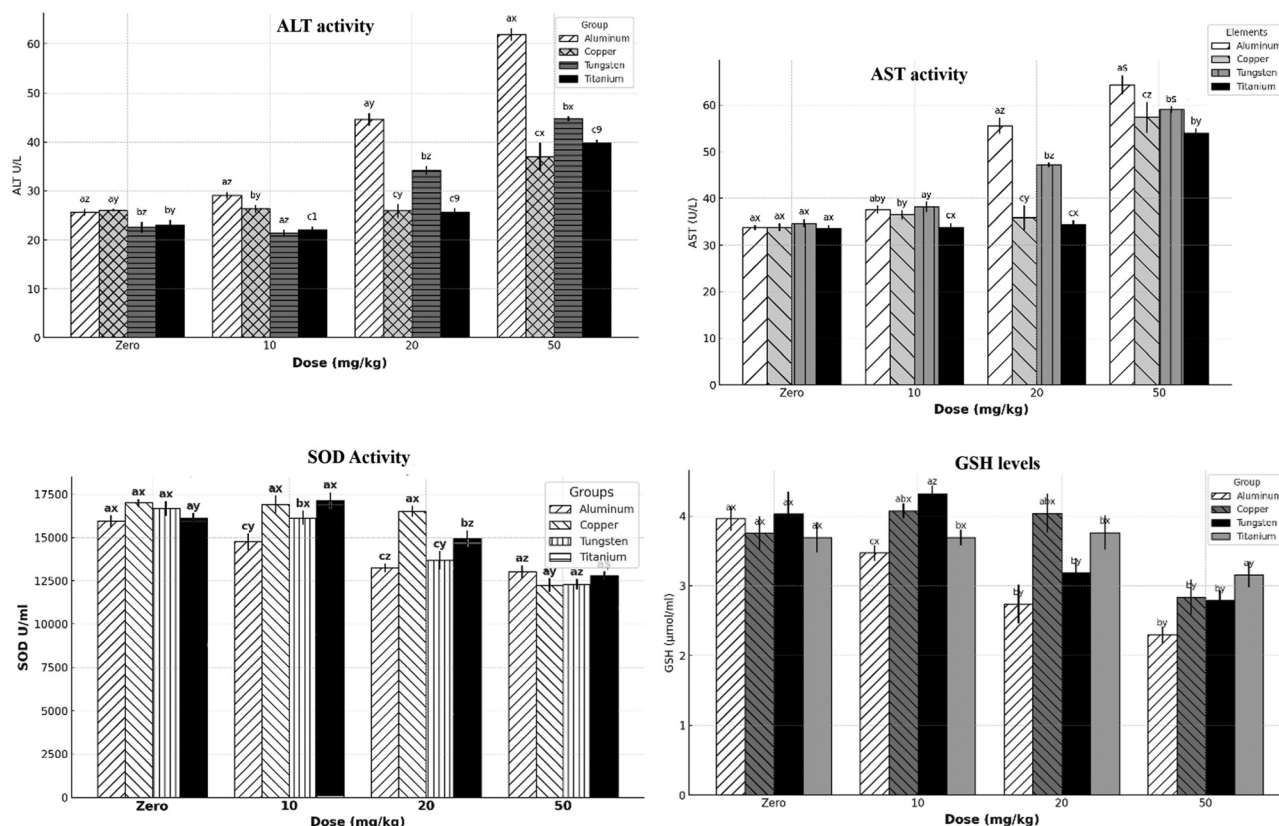 ALT activity
Group
Aluminum
Copper
Tungsten
Titanium
ALT U/L
60
50
40
30
20
10
0
az ay bz by
az by az c1
ay cy bz c9
ax cx bx c9
Zero 10 20 50
Dose (mg/kg)
AST activity
Elements
Aluminum
Copper
Tungsten
Titanium
AST (U/L)
60
50
40
30
20
10
0
ax ax ax ax
aby by ay cx
az cy bz cx
a$ cz b$ by
Zero 10 20 50
Dose (mg/kg)
SOD Activity
Groups
Aluminum
Copper
Tungsten
Titanium
SOD U/ml
17500
15000
12500
10000
7500
5000
2500
0
ax ax ax ay
cy ax bx ax
cz ax cy bz
az ay az a$
Zero 10 20 50
Dose (mg/kg)
GSH levels
Group
Aluminum
Copper
Tungsten
Titanium
GSH (µmol/ml)
4
3
2
1
0
ax ax ax ax
cx abx az bx
by abx by ax
by by by ay
Zero 10 20 50
Dose (mg/kg)